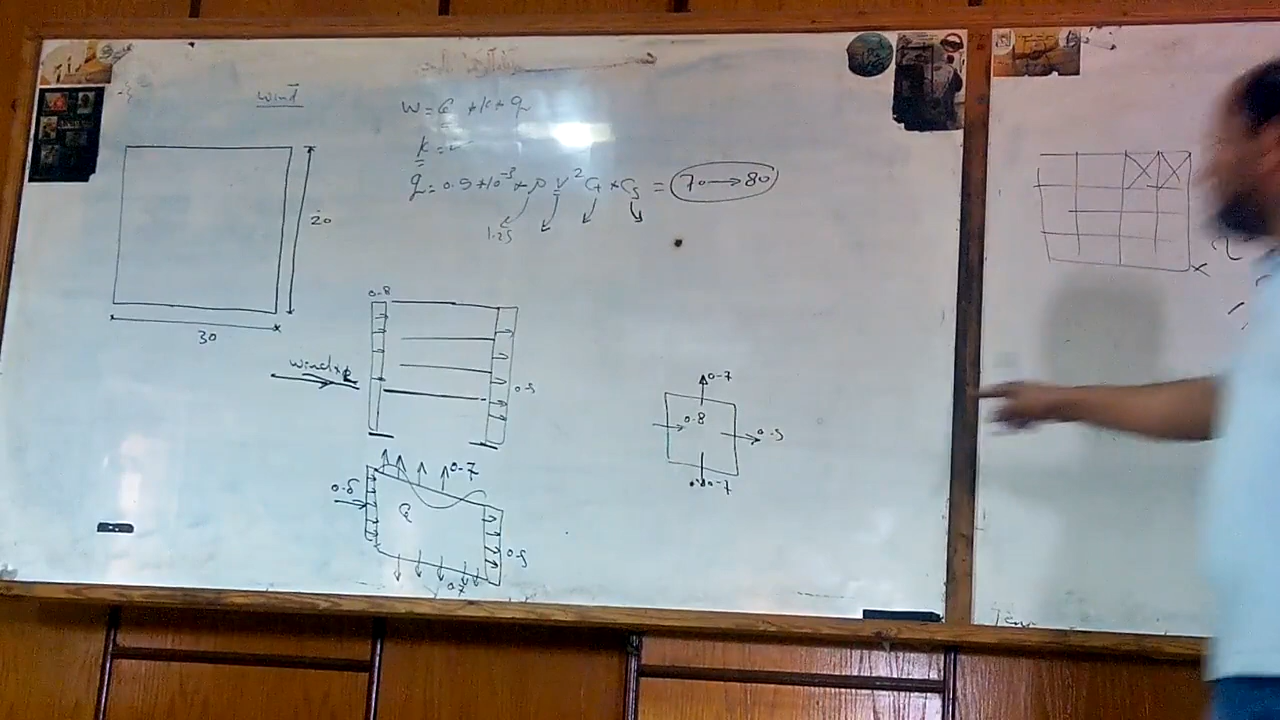 wind
W = C * k * q
k =
q = 0.5 * 10^-3 * ρ V² Ct * Cs = 70 → 80
1.25
20
30
0.8
wind
0.5
0.7
0.8
0.5
0.7
0.7
0.8
0.5
0.7
x